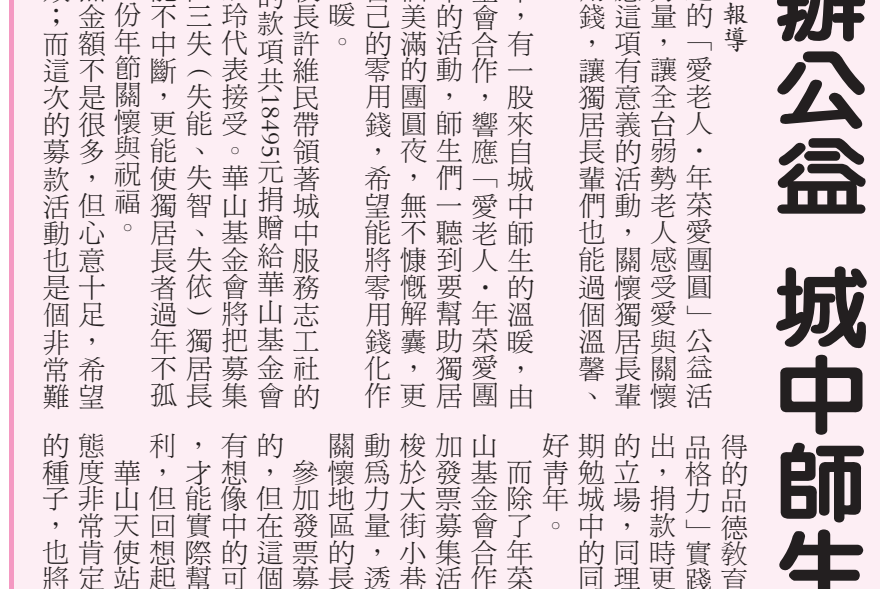 辦公益 城中師生
報導
的「愛老人・年菜愛團圓」公益活
力量，讓全台弱勢老人感受愛與關懷
應這項有意義的活動，關懷獨居長輩
錢，讓獨居長輩們也能過個溫馨、
，有一股來自城中師生的溫暖，由
會合作，響應「愛老人・年菜愛團
的活動，師生們一聽到要幫助獨居
美滿的團圓夜，無不慷慨解囊，更
己的零用錢，希望能將零用錢化作
暖。
長許維民帶領著城中服務志工社的
的款項共18495元捐贈給華山基金會
玲代表接受。華山基金會將把募集
三失（失能、失智、失依）獨居長
能不中斷，更能使獨居長者過年不孤
份年節關懷與祝福。
金額不是很多，但心意十足，希望
；而這次的募款活動也是個非常難
得的品德教育
品格力」實踐
出，捐款時更
的立場，同理
期勉城中的同
好青年。
而除了年菜
山基金會合作
加發票募集活
梭於大街小巷
動為力量，透
關懷地區的長
參加發票募
的，但在這個
有想像中的可
，才能實際幫
利，但回想起
華山天使站
態度非常肯定
的種子，也將